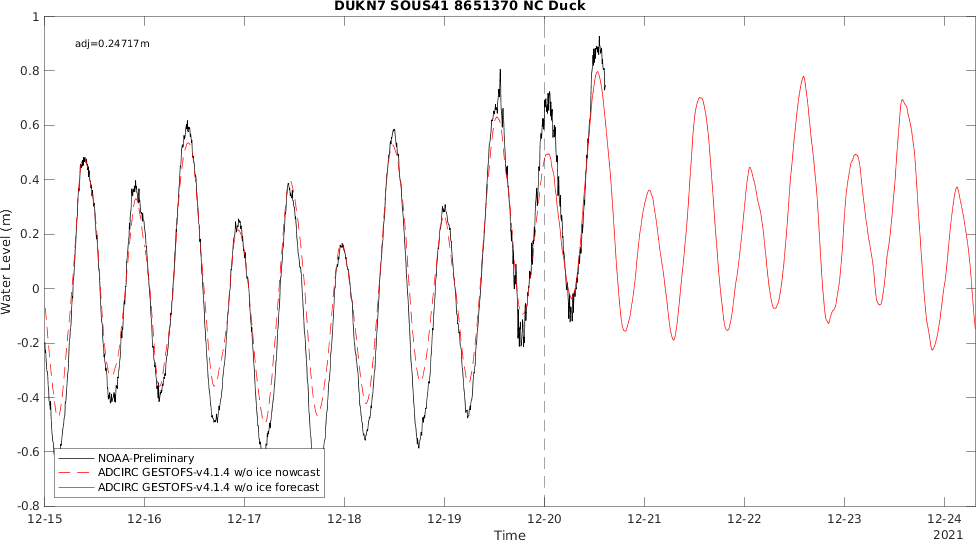 DUKN7 SOUS41 8651370 NC Duck
adj=0.24717m
Water Level (m)
1
0.8
0.6
0.4
0.2
0
-0.2
-0.4
-0.6
-0.8
NOAA-Preliminary
ADCIRC GESTOFS-v4.1.4 w/o ice nowcast
ADCIRC GESTOFS-v4.1.4 w/o ice forecast
12-15 12-16 12-17 12-18 12-19 12-20 12-21 12-22 12-23 12-24
2021
Time